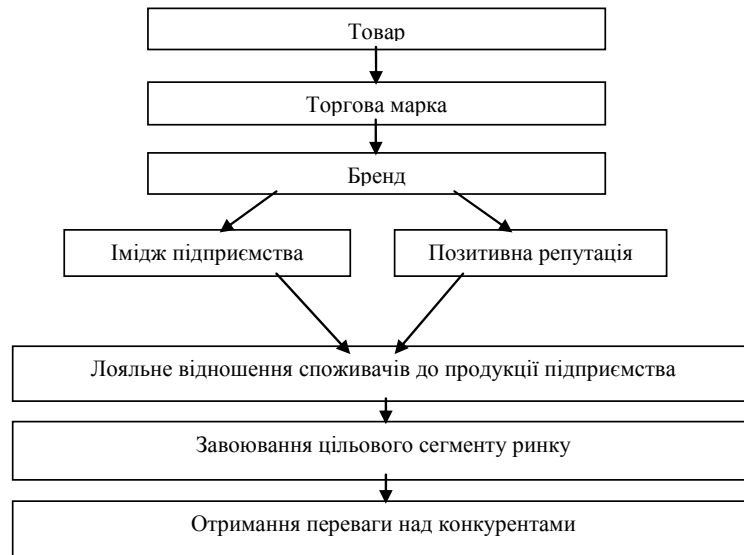 Товар
Торгова марка
Бренд
Імідж підприємства
Позитивна репутація
Лояльне відношення споживачів до продукції підприємства
Завоювання цільового сегменту ринку
Отримання переваги над конкурентами